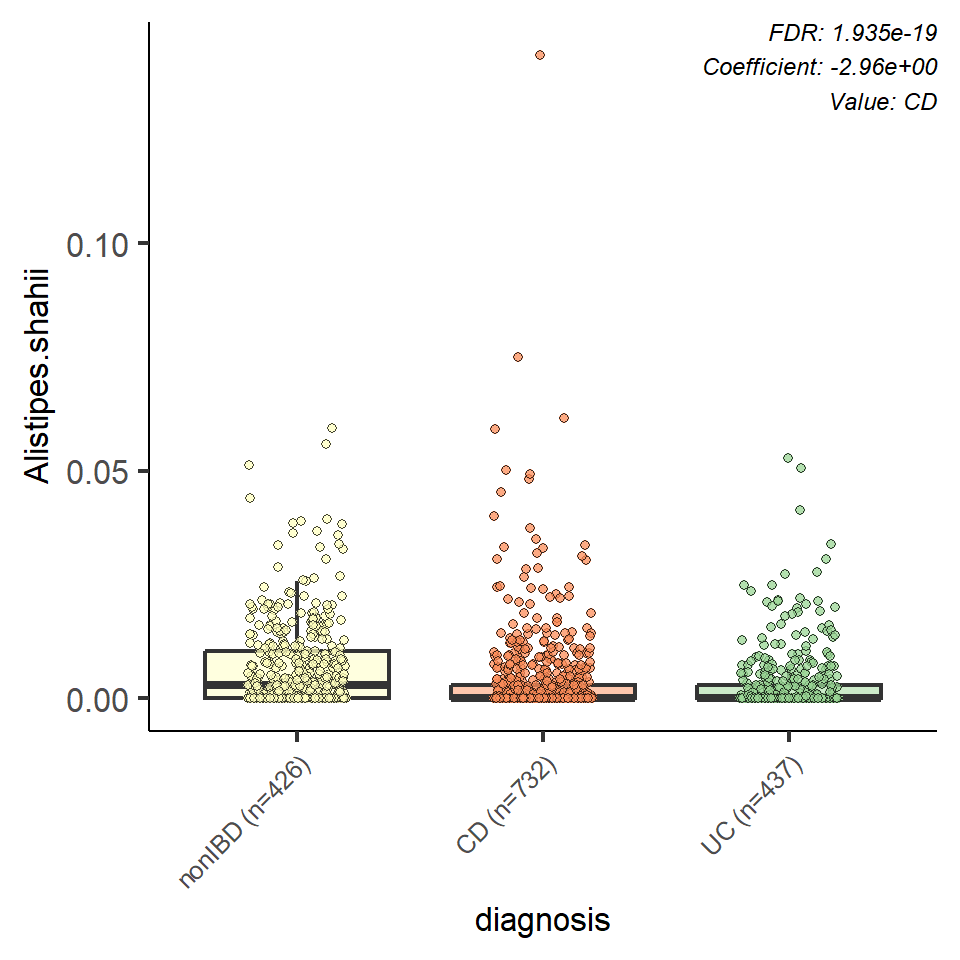 FDR: 1.935e-19
Coefficient: -2.96e+00
Value: CD
Alistipes.shahii
0.10
0.05
0.00
nonIBD (n=426)
CD (n=732)
UC (n=437)
diagnosis